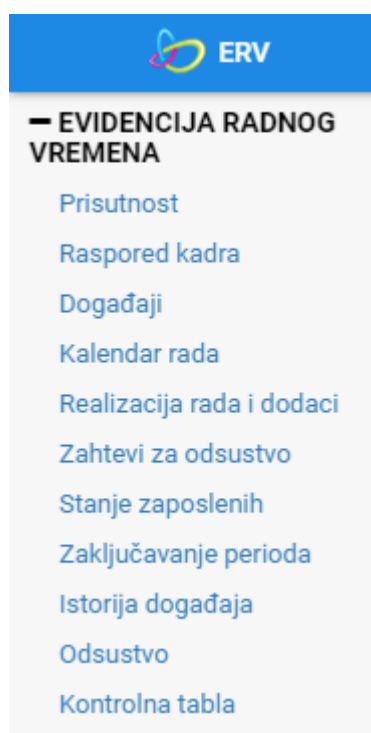 ERV
– EVIDENCIJA RADNOG
VREMENA
Prisutnost
Raspored kadra
Događaji
Kalendar rada
Realizacija rada i dodaci
Zahtevi za odsustvo
Stanje zaposlenih
Zaključavanje perioda
Istorija događaja
Odsustvo
Kontrolna tabla